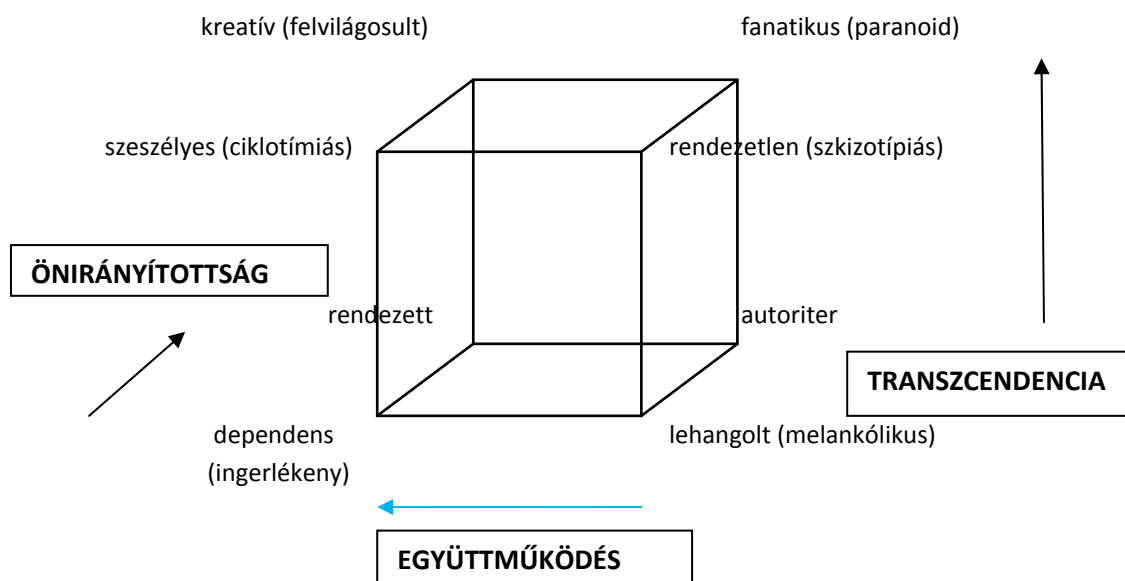 kreatív (felvilágosult)
fanatikus (paranoid)
szeszélyes (ciklotímiás)
rendezetlen (szkizotípiás)
ÖNIRÁNYÍTOTTSÁG
rendezett
autoriter
TRANSZCENDENCIA
dependens
(ingerlékeny)
lehangolt (melankólikus)
EGYÜTTMŰKÖDÉS